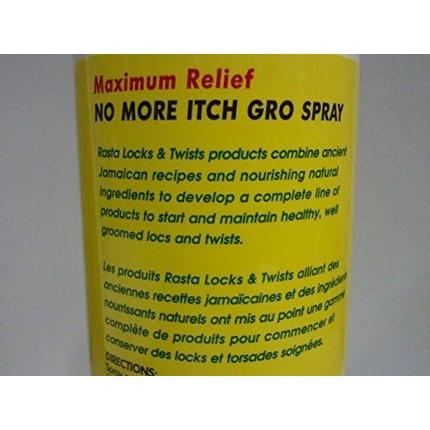 Maximum Relief
NO MORE ITCH GRO SPRAY
Rasta Locks & Twists products combine ancient
Jamaican recipes and nourishing natural
ingredients to develop a complete line of
products to start and maintain healthy, well
groomed locs and twists.
Les produits Rasta Locks & Twists alliant des
anciennes recettes jamaïcaines et des ingrédients
nourrissants naturels ont mis au point une gamme
complète de produits pour commencer et
conserver des locks et torsades soignées.
DIRECTIONS:
Spray